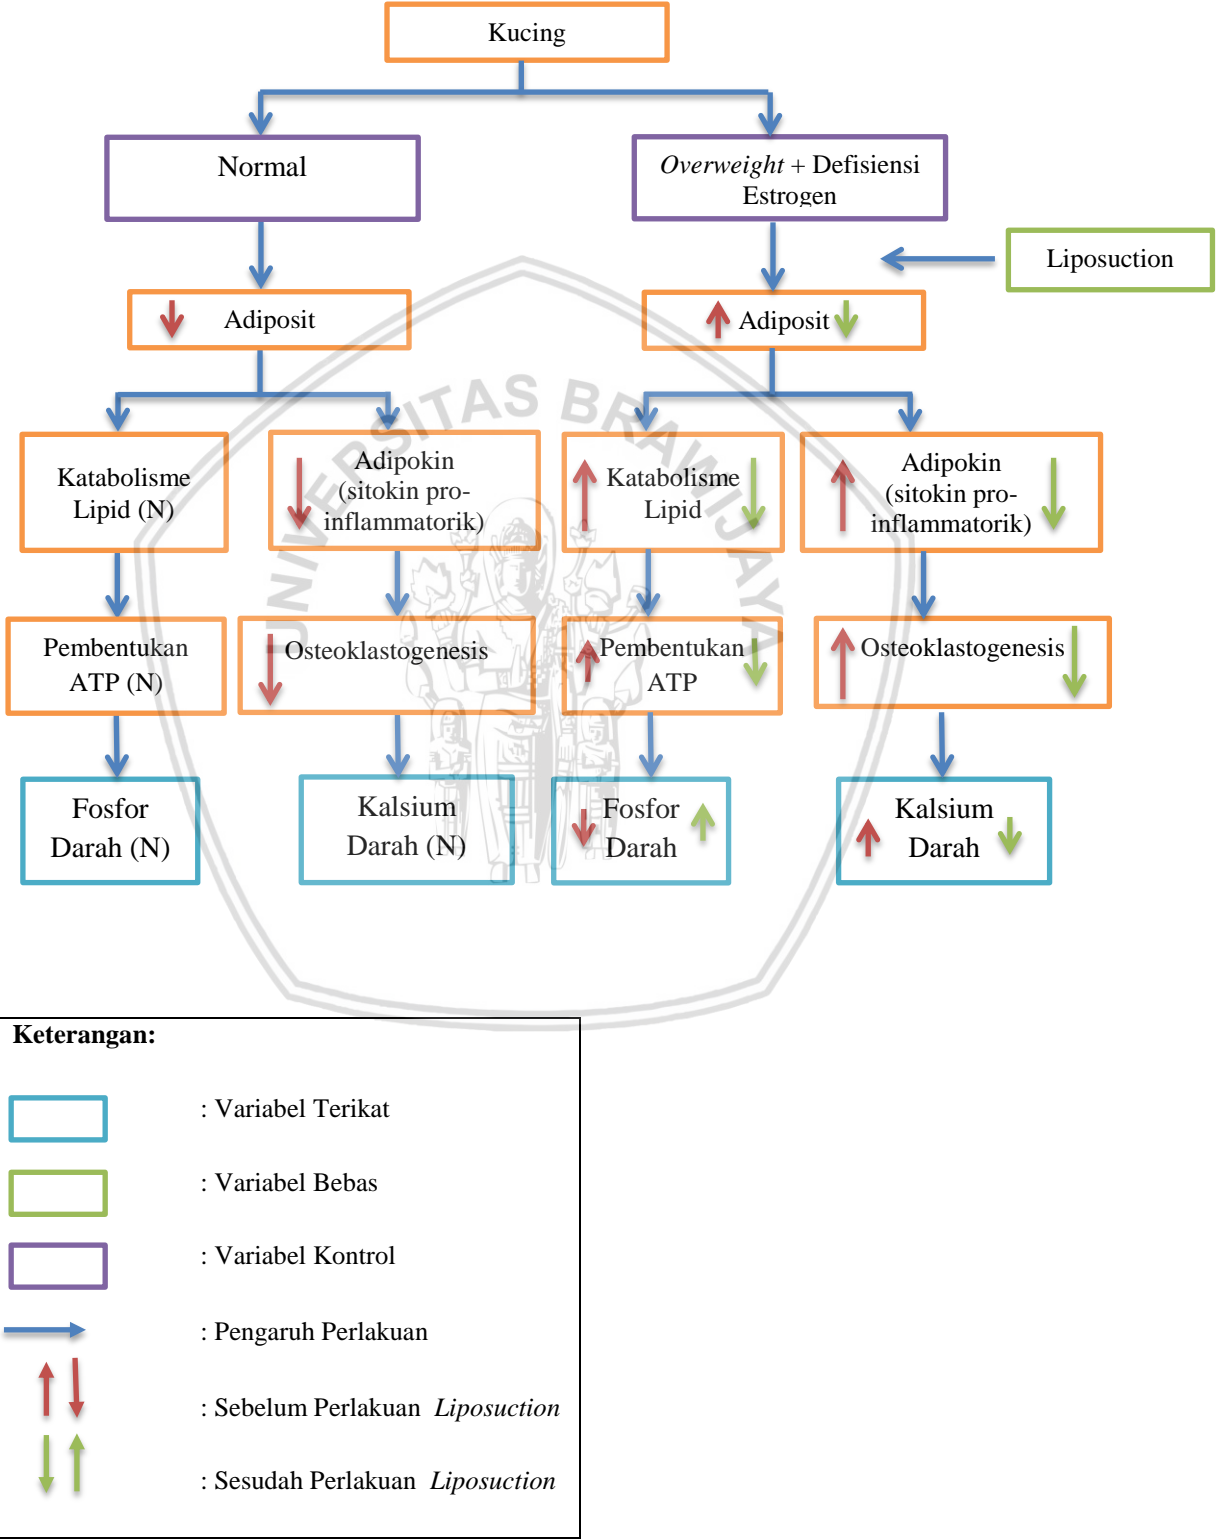 Kucing
Normal
Overweight + Defisiensi
Estrogen
Liposuction
Adiposit
Adiposit
UNIVERSITAS BRAWIJAYA
Katabolisme
Lipid (N)
Adipokin
(sitokin pro-
inflammatorik)
Katabolisme
Lipid
Adipokin
(sitokin pro-
inflammatorik)
Pembentukan
ATP (N)
Osteoklastogenesis
Pembentukan
ATP
Osteoklastogenesis
Fosfor
Darah (N)
Kalsium
Darah (N)
Fosfor
Darah
Kalsium
Darah
Keterangan:
: Variabel Terikat
: Variabel Bebas
: Variabel Kontrol
: Pengaruh Perlakuan
: Sebelum Perlakuan Liposuction
: Sesudah Perlakuan Liposuction